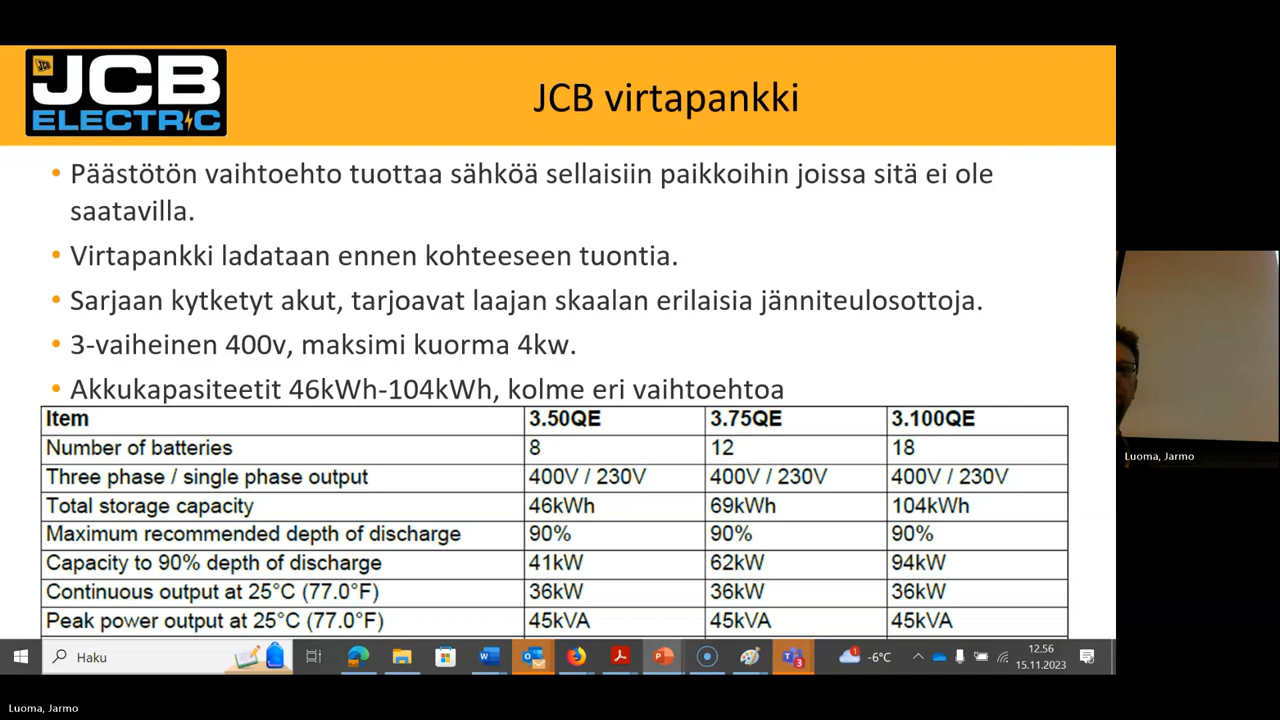 JCB
JCB
ELECTRIC
JCB virtapankki
• Päästötön vaihtoehto tuottaa sähköä sellaisiin paikkoihin joissa sitä ei ole
saatavilla.
• Virtapankki ladataan ennen kohteeseen tuontia.
• Sarjaan kytketyt akut, tarjoavat laajan skaalan erilaisia jänniteulosottoja.
• 3-vaiheinen 400v, maksimi kuorma 4kw.
• Akkukapasiteetit 46kWh-104kWh, kolme eri vaihtoehtoa
Item 3.50QE 3.75QE 3.100QE
Number of batteries 8 12 18
Three phase / single phase output 400V / 230V 400V / 230V 400V / 230V
Total storage capacity 46kWh 69kWh 104kWh
Maximum recommended depth of discharge 90% 90% 90%
Capacity to 90% depth of discharge 41kW 62kW 94kW
Continuous output at 25°C (77.0°F) 36kW 36kW 36kW
Peak power output at 25°C (77.0°F) 45kVA 45kVA 45kVA
Luoma, Jarmo
Haku
3
1
-6°C
12.56
15.11.2023
Luoma, Jarmo